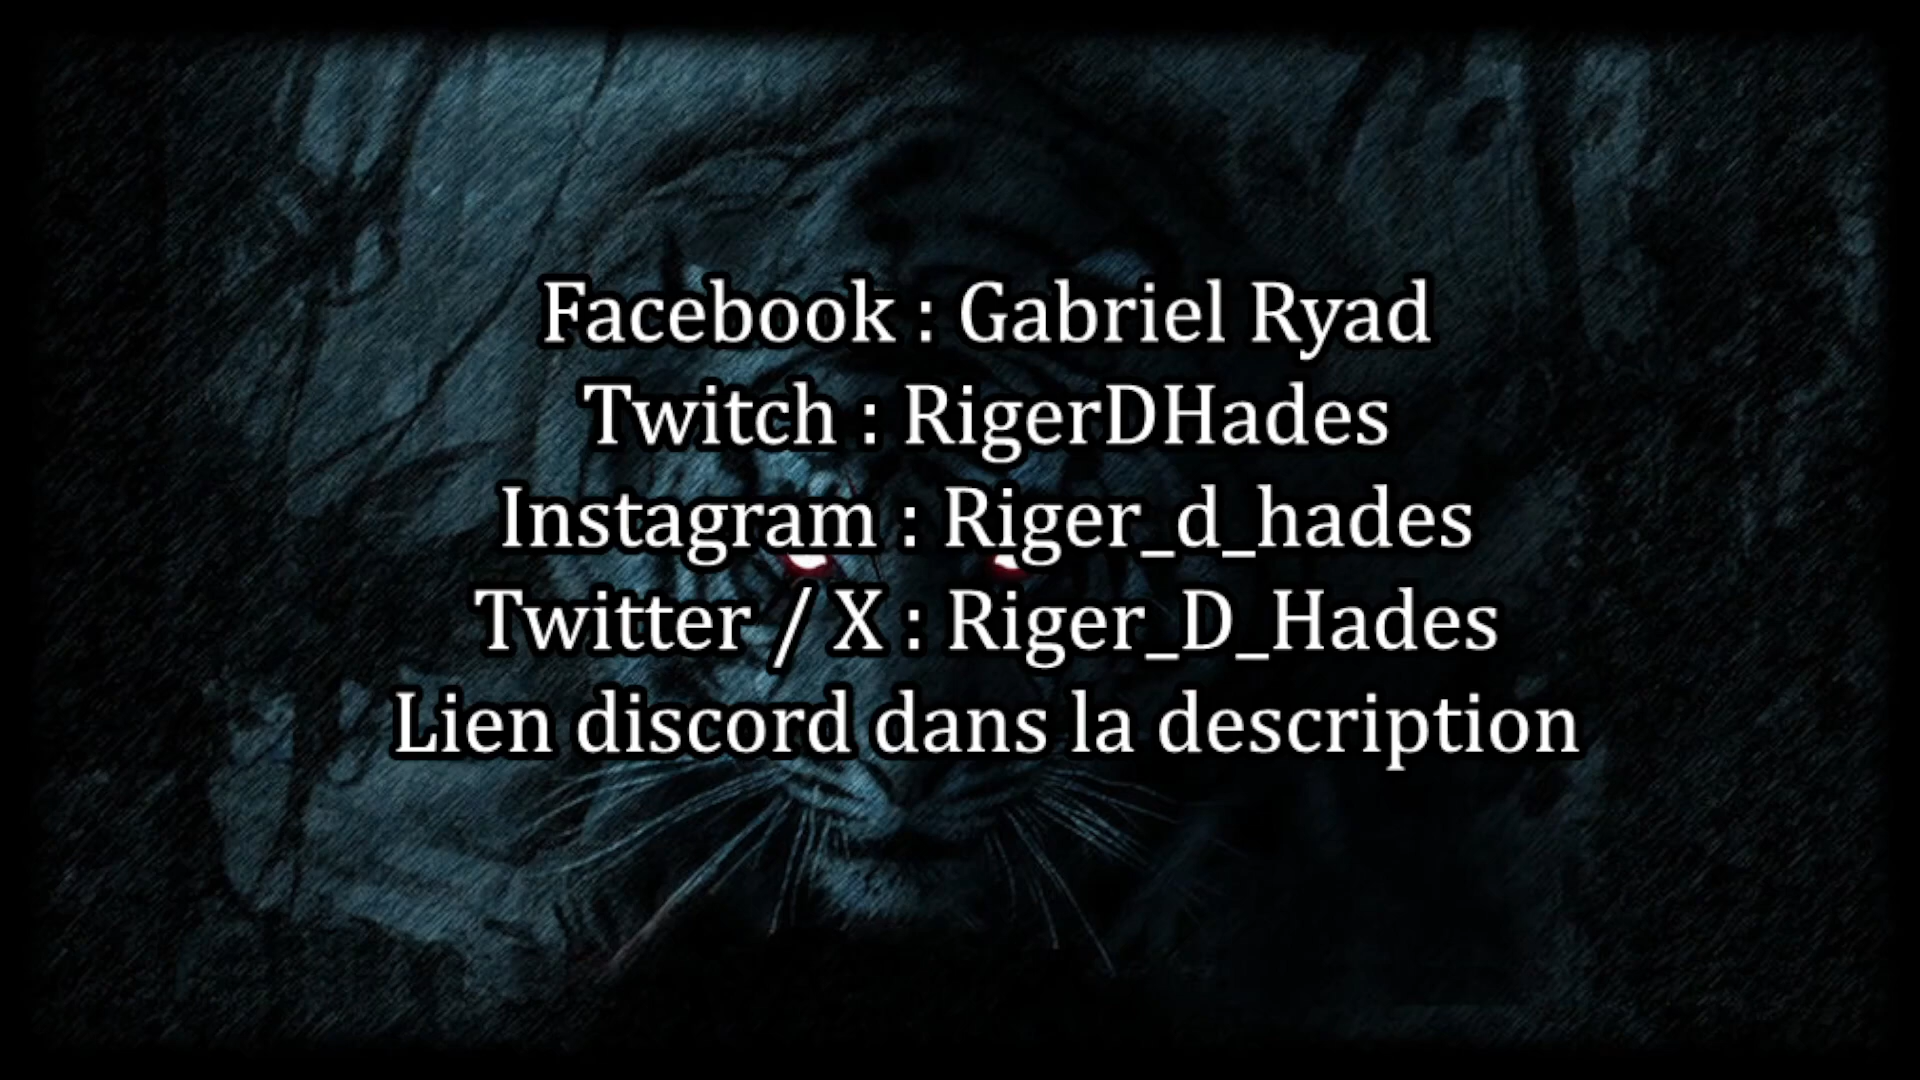 Facebook : Gabriel Ryad
Twitch : RigerDHades
Instagram : Riger_d_hades
Twitter / X : Riger_D_Hades
Lien discord dans la description